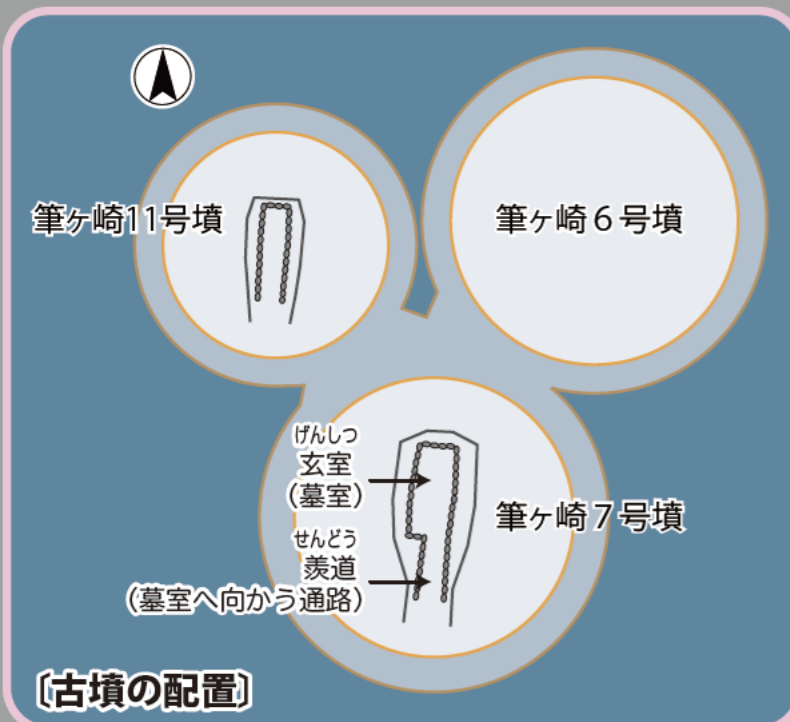 筆ヶ崎11号墳
筆ヶ崎６号墳
げんしつ
玄室
(墓室)
せんどう
羨道
(墓室へ向かう通路)
筆ヶ崎７号墳
〔古墳の配置〕